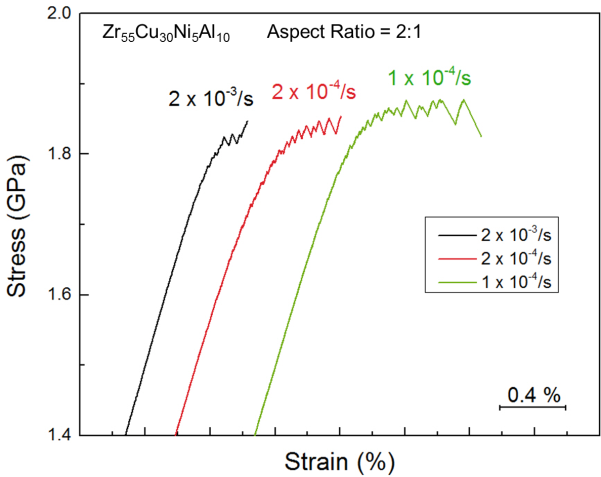 2.0
Zr₅₅Cu₃₀Ni₅Al₁₀ Aspect Ratio = 2:1
2 x 10⁻³/s 2 x 10⁻⁴/s 1 x 10⁻⁴/s
1.8
Stress (GPa)
2 x 10⁻³/s
2 x 10⁻⁴/s
1 x 10⁻⁴/s
1.6
0.4 %
1.4
Strain (%)